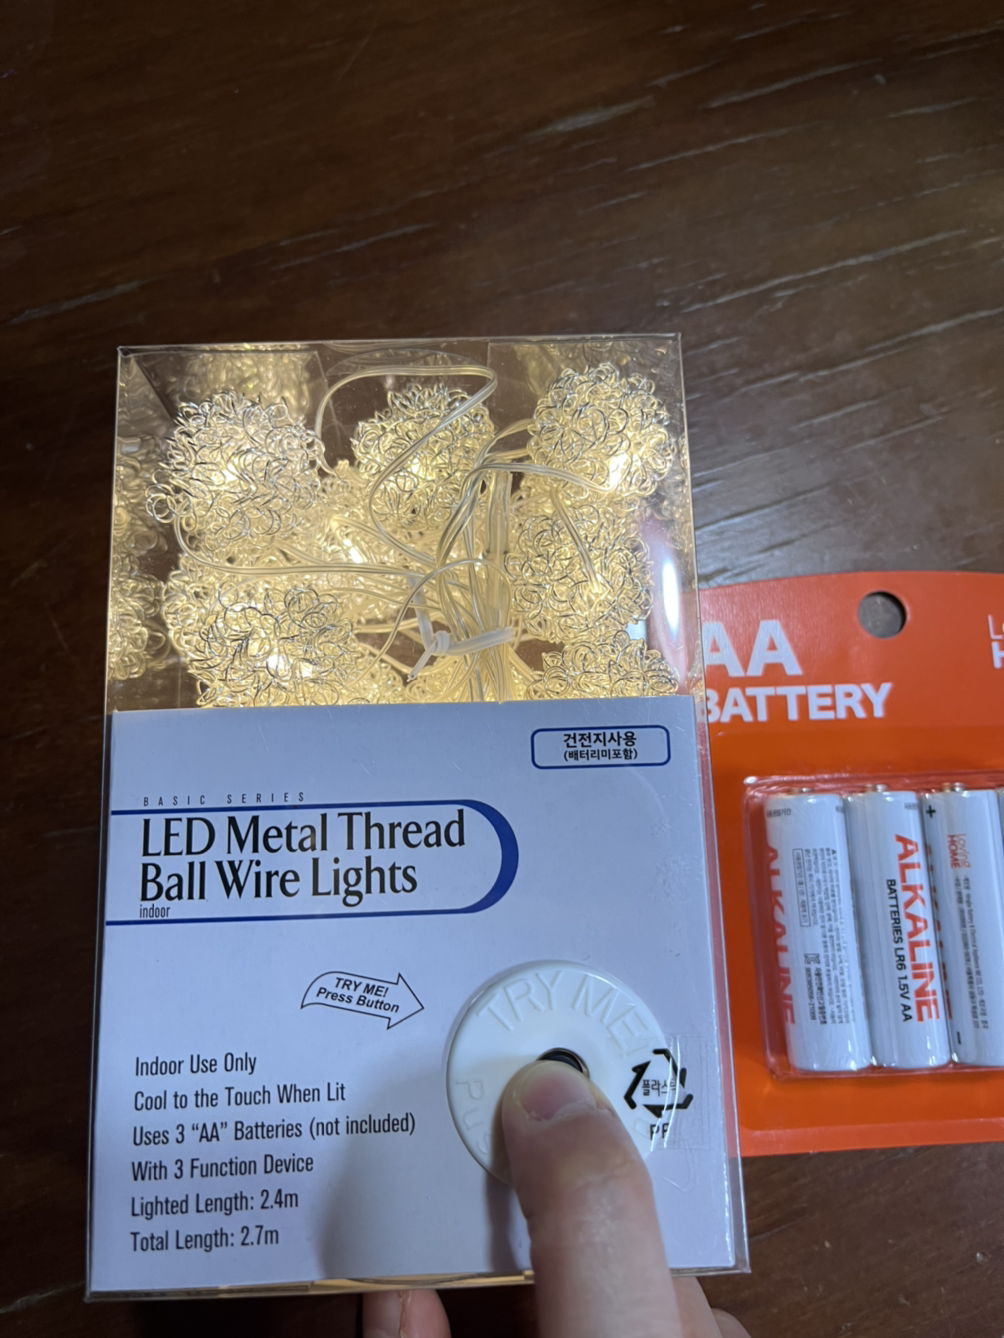 건전지사용
(배터리미포함)
BASIC SERIES
LED Metal Thread
Ball Wire Lights
indoor
TRY ME!
Press Button
TRY ME!
Indoor Use Only
Cool to the Touch When Lit
Uses 3 “AA” Batteries (not included)
With 3 Function Device
Lighted Length: 2.4m
Total Length: 2.7m
플라스틱
AA
BATTERY
ALKALINE
ALKALINE
BATTERIES LR6 1.5V AA
+
Loving
HOME
-